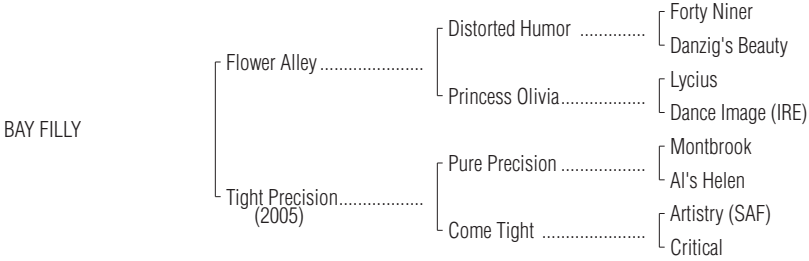 Forty Niner
Distorted Humor ..............
Danzig's Beauty
Flower Alley ......................
Lycius
Princess Olivia..................
Dance Image (IRE)
BAY FILLY
Montbrook
Pure Precision ..................
Al's Helen
Tight Precision..................
(2005)
Artistry (SAF)
Come Tight ......................
Critical